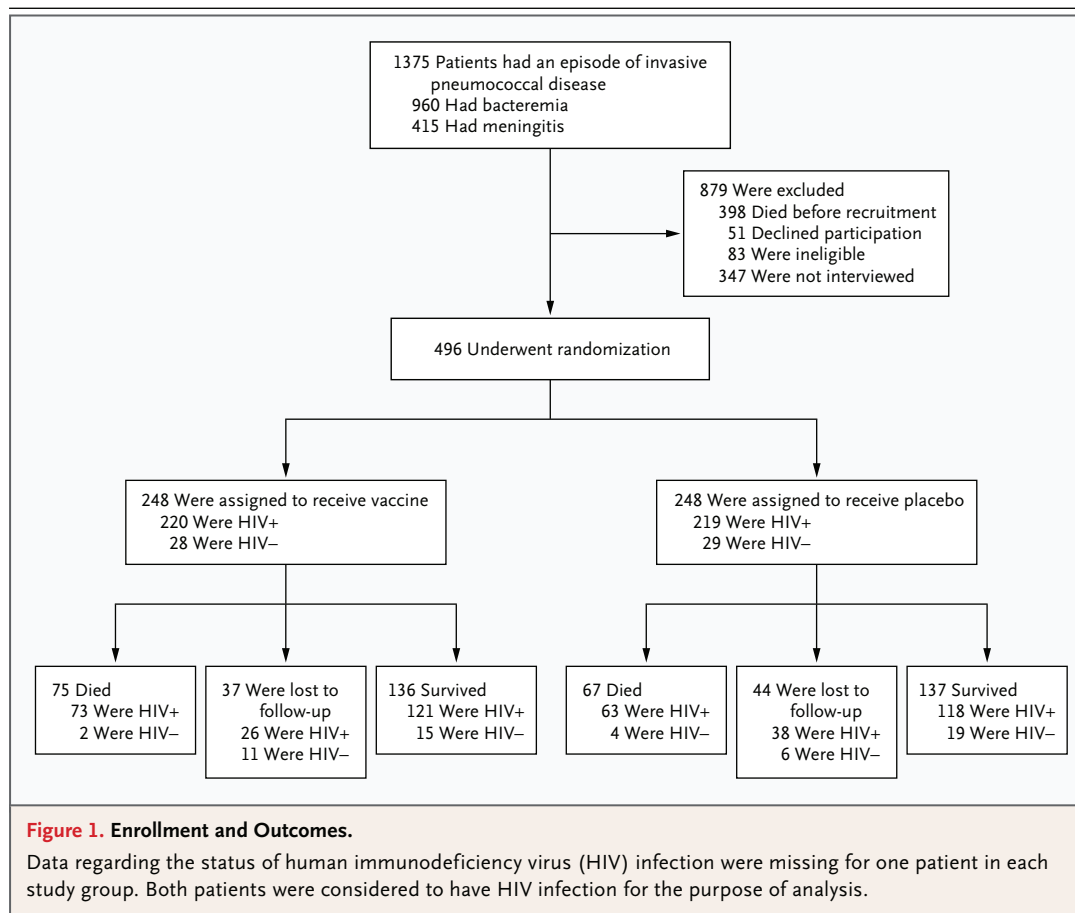 1375 Patients had an episode of invasive
pneumococcal disease
960 Had bacteremia
415 Had meningitis
879 Were excluded
398 Died before recruitment
51 Declined participation
83 Were ineligible
347 Were not interviewed
496 Underwent randomization
248 Were assigned to receive vaccine
220 Were HIV+
28 Were HIV–
248 Were assigned to receive placebo
219 Were HIV+
29 Were HIV–
75 Died
73 Were HIV+
2 Were HIV–
37 Were lost to
follow-up
26 Were HIV+
11 Were HIV–
136 Survived
121 Were HIV+
15 Were HIV–
67 Died
63 Were HIV+
4 Were HIV–
44 Were lost to
follow-up
38 Were HIV+
6 Were HIV–
137 Survived
118 Were HIV+
19 Were HIV–
Figure 1. Enrollment and Outcomes.
Data regarding the status of human immunodeficiency virus (HIV) infection were missing for one patient in each
study group. Both patients were considered to have HIV infection for the purpose of analysis.